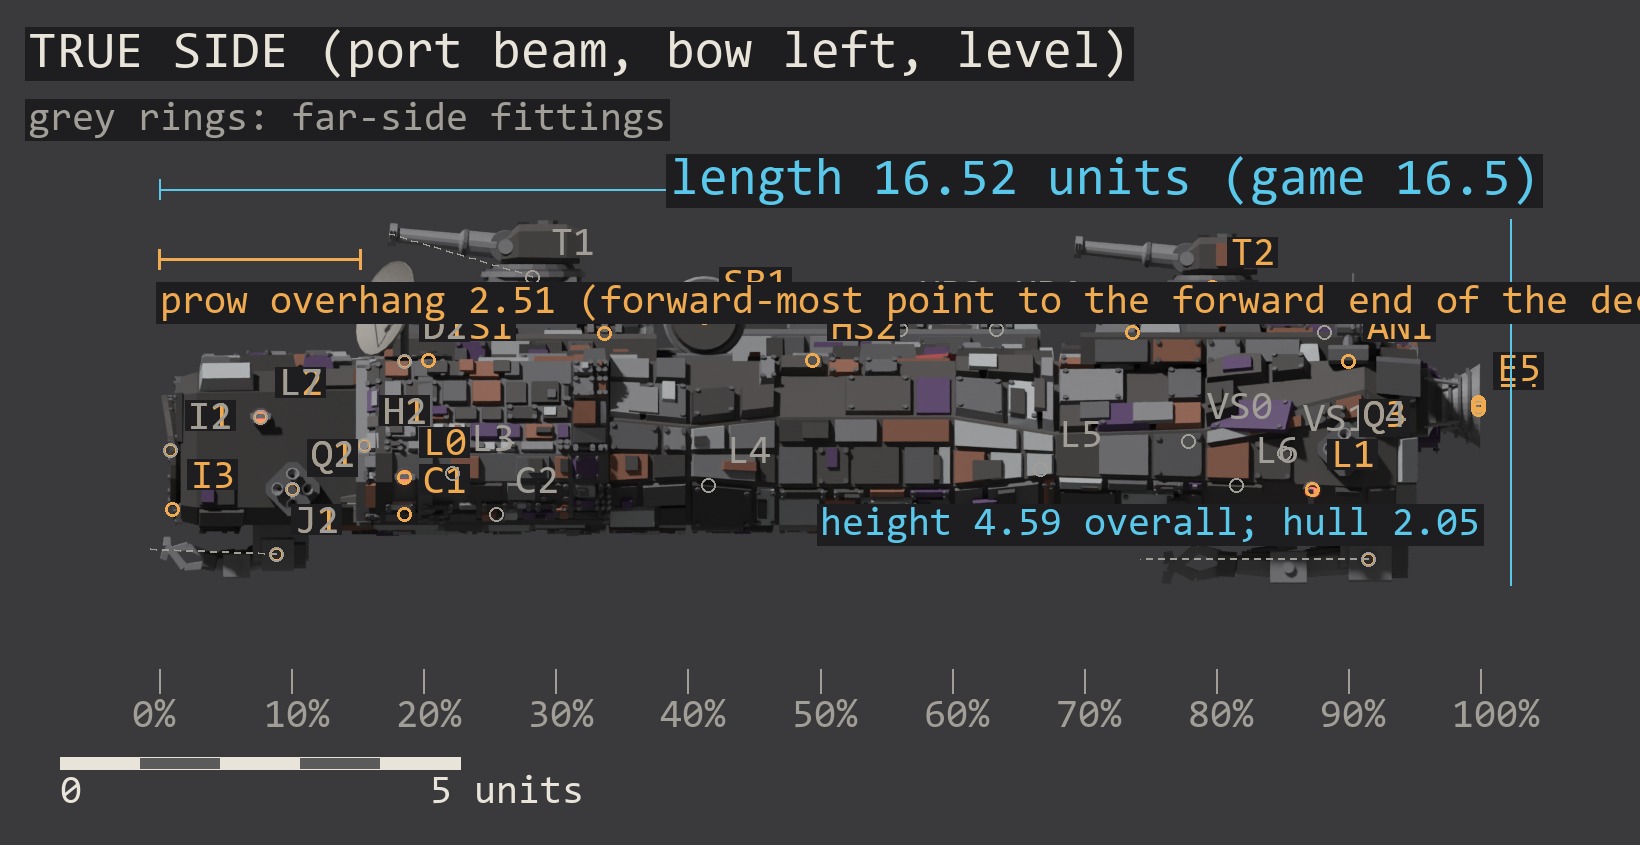 TRUE SIDE (port beam, bow left, level)
grey rings: far-side fittings
length 16.52 units (game 16.5)
T1
T2
prow overhang 2.51 (forward-most point to the forward end of the
HS2
AN1
E5
L2
I2
H2
Q2
L0
L3
L4
L5
VS0
VS1
L6
L1
I3
C1
C2
J2
height 4.59 overall; hull 2.05
0% 10% 20% 30% 40% 50% 60% 70% 80% 90% 100%
0 5 units